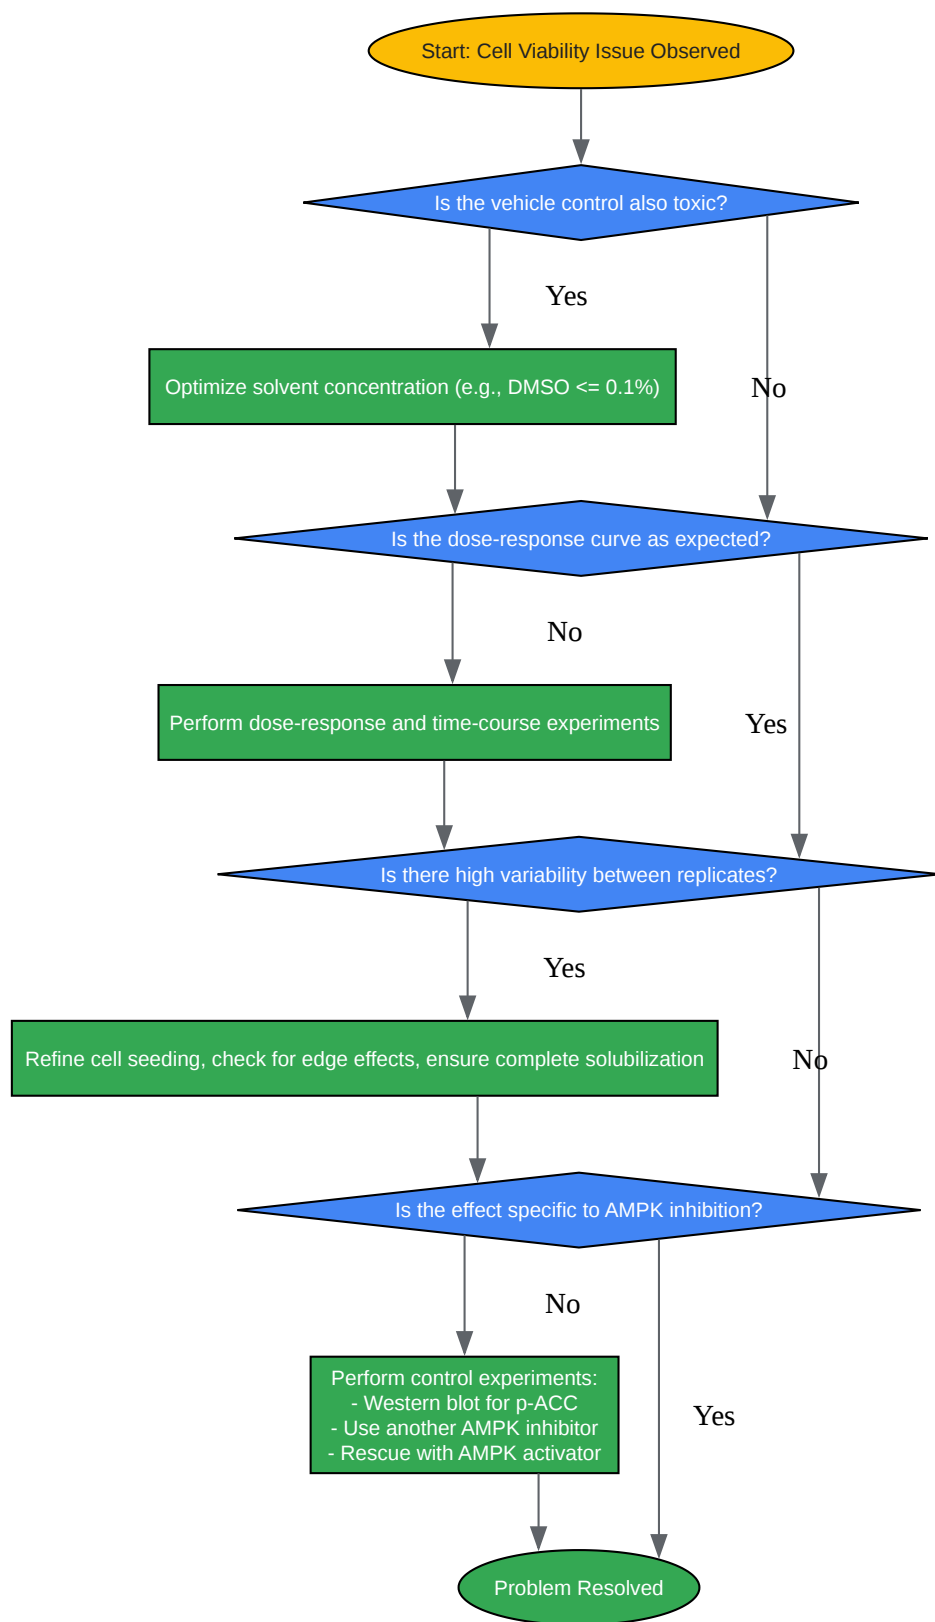 Start: Cell Viability Issue Observed
Is the vehicle control also toxic?
Yes
Optimize solvent concentration (e.g., DMSO <= 0.1%)
No
Is the dose-response curve as expected?
No
Perform dose-response and time-course experiments
Yes
Is there high variability between replicates?
Yes
Refine cell seeding, check for edge effects, ensure complete solubilization
No
Is the effect specific to AMPK inhibition?
No
Perform control experiments:
- Western blot for p-ACC
- Use another AMPK inhibitor
- Rescue with AMPK activator
Yes
Problem Resolved